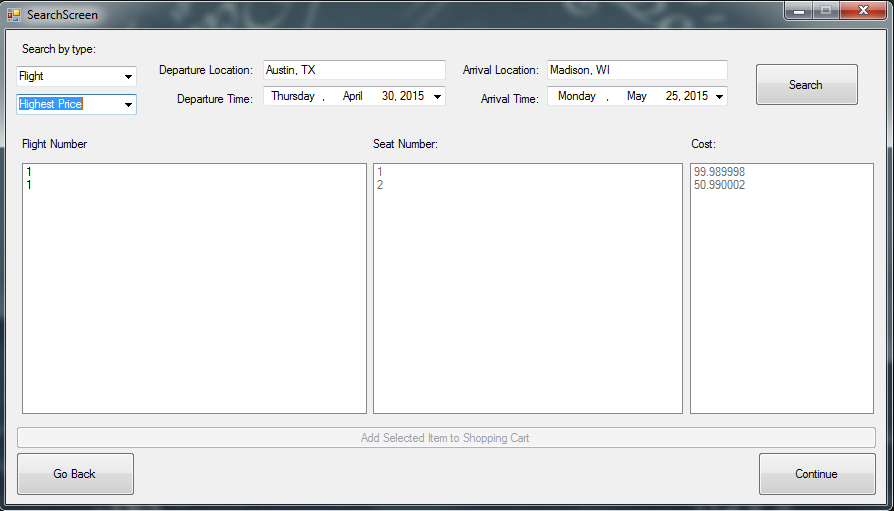 SearchScreen
Search by type:
Flight
Highest Price
Departure Location: Austin, TX
Departure Time: Thursday , April 30, 2015
Arrival Location: Madison, WI
Arrival Time: Monday , May 25, 2015
Search
Flight Number Seat Number: Cost:
1 1 99.989998
1 2 50.990002
Add Selected Item to Shopping Cart
Go Back Continue